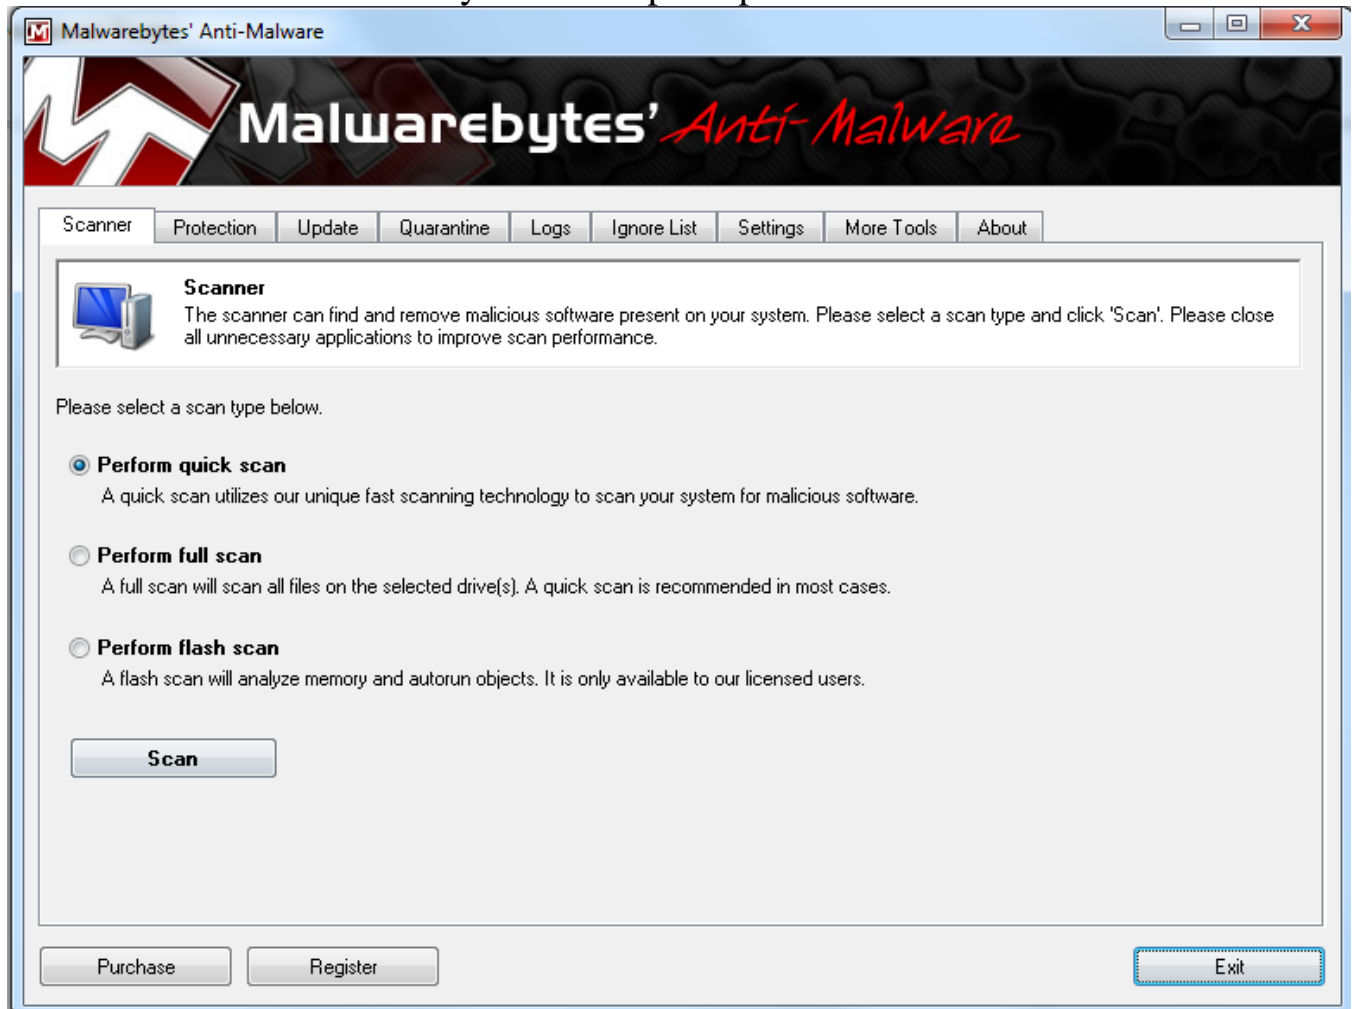 Malwarebytes' Anti-Malware
Malwarebytes' Anti-Malware
Scanner Protection Update Quarantine Logs Ignore List Settings More Tools About
Scanner
The scanner can find and remove malicious software present on your system. Please select a scan type and click 'Scan'. Please close
all unnecessary applications to improve scan performance.
Please select a scan type below.
Perform quick scan
A quick scan utilizes our unique fast scanning technology to scan your system for malicious software.
Perform full scan
A full scan will scan all files on the selected drive(s). A quick scan is recommended in most cases.
Perform flash scan
A flash scan will analyze memory and autorun objects. It is only available to our licensed users.
Scan
Purchase Register Exit